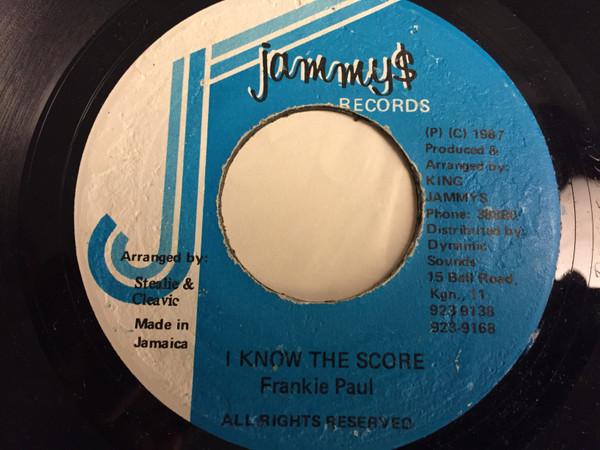 jammy$
RECORDS
(P) (C) 1987
Produced &
Arranged by:
KING
JAMMYS
Phone:
Distributed by:
Dynamic
Sounds
15 Bell Road,
Kgn., 11
923-9138
923-9168
Arranged by:
Steelie &
Cleavie
Made in
Jamaica
I KNOW THE SCORE
Frankie Paul
ALL RIGHTS RESERVED